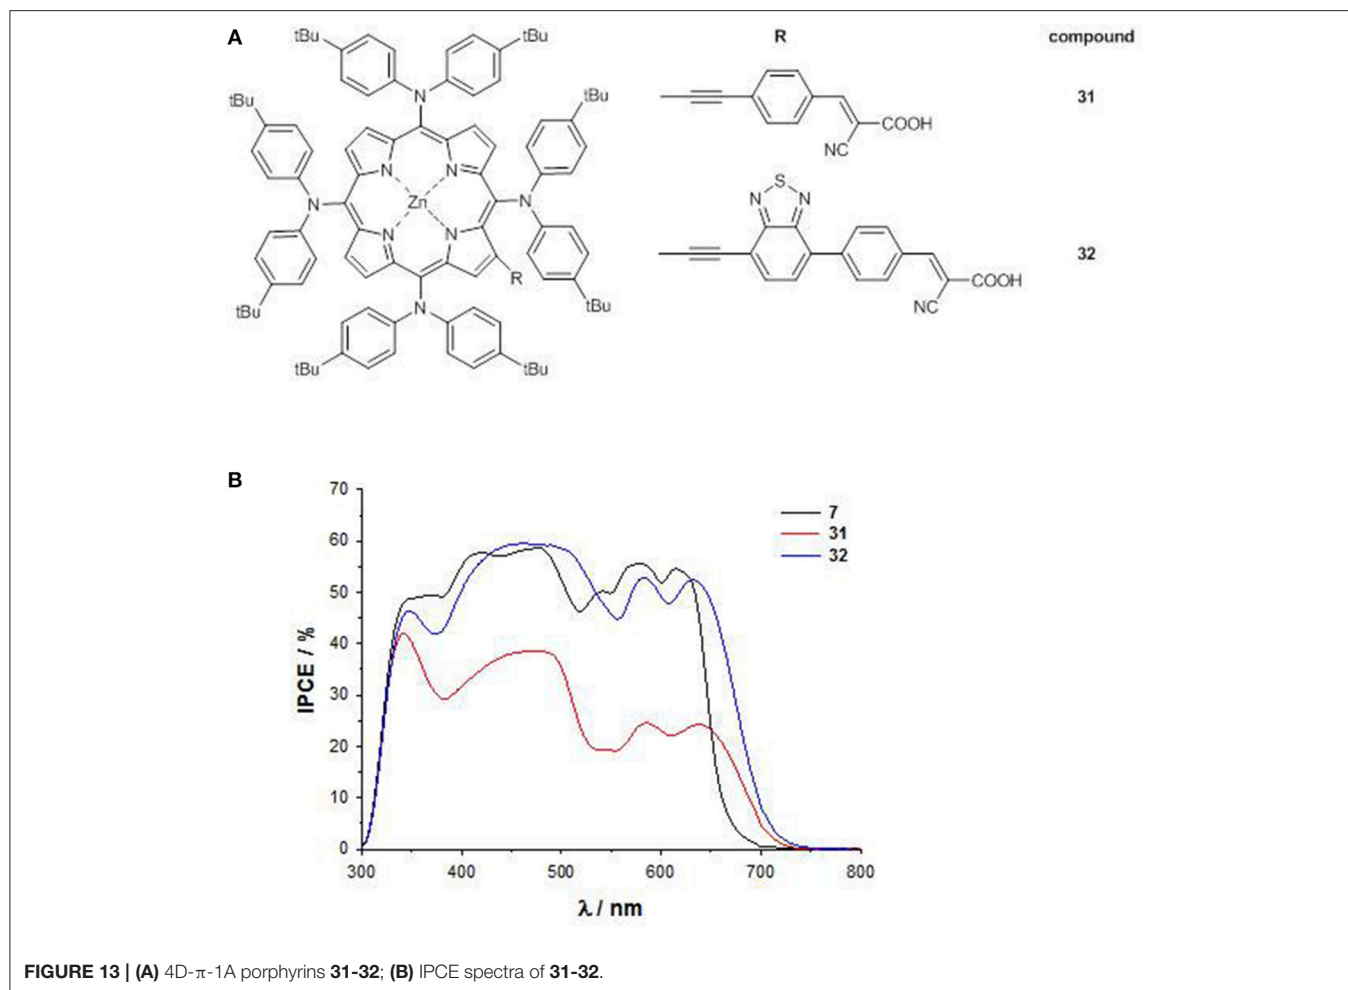 A
R
compound
tBu
tBu
tBu
tBu
N
N
N
N
Zn
N
N
N
N
R
tBu
tBu
tBu
tBu
COOH
NC
31
S
N
N
COOH
NC
32
B
70
60
50
40
30
20
10
0
IPCE / %
7
31
32
300
400
500
600
700
800
λ / nm
FIGURE 13 | (A) 4D-π-1A porphyrins 31-32; (B) IPCE spectra of 31-32.